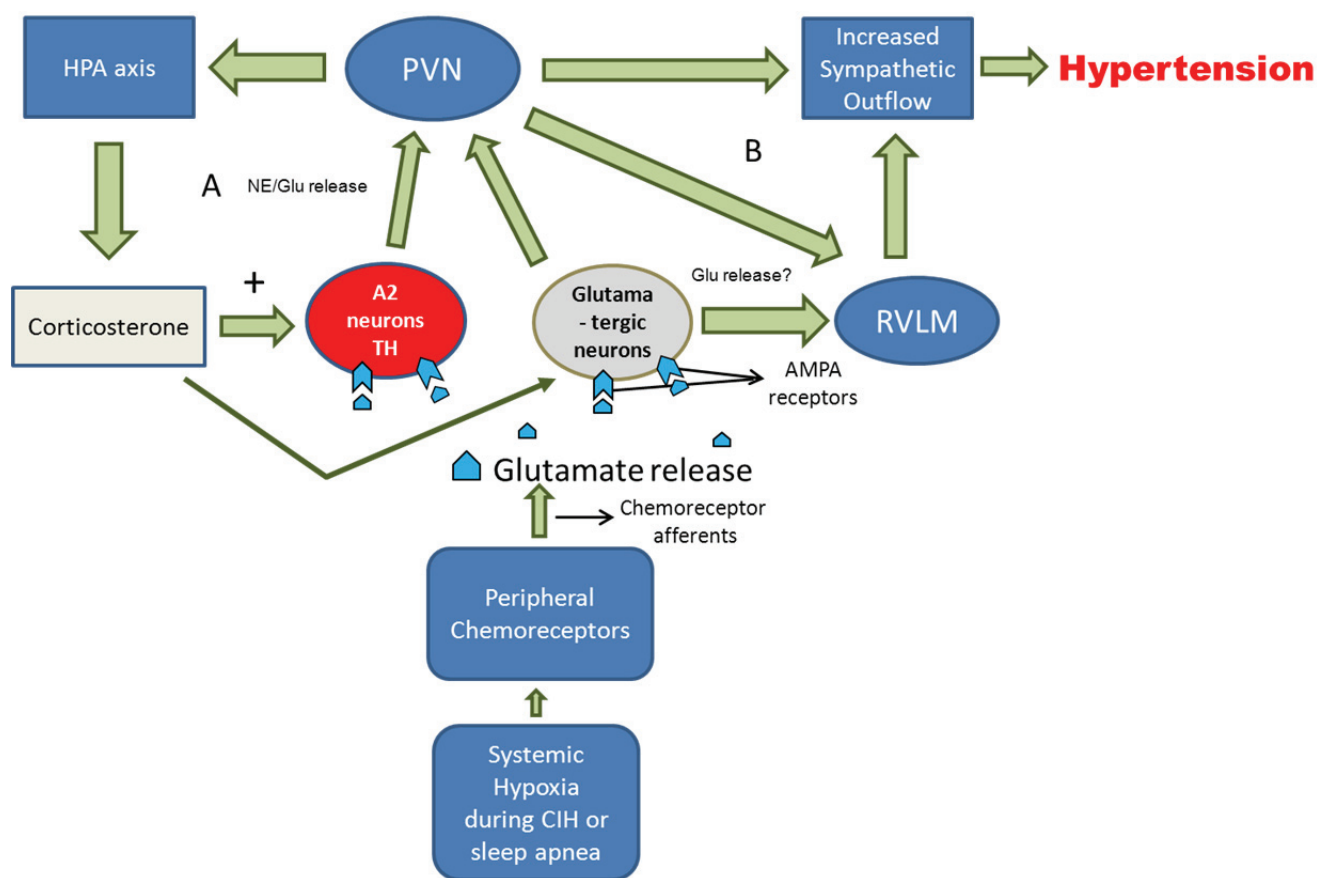 HPA axis
PVN
Increased
Sympathetic
Outflow
Hypertension
A
NE/Glu release
B
Corticosterone
+
A2
neurons
TH
Glutama
- tergic
neurons
Glu release?
RVLM
AMPA
receptors
Glutamate release
Chemoreceptor
afferents
Peripheral
Chemoreceptors
Systemic
Hypoxia
during CIH or
sleep apnea